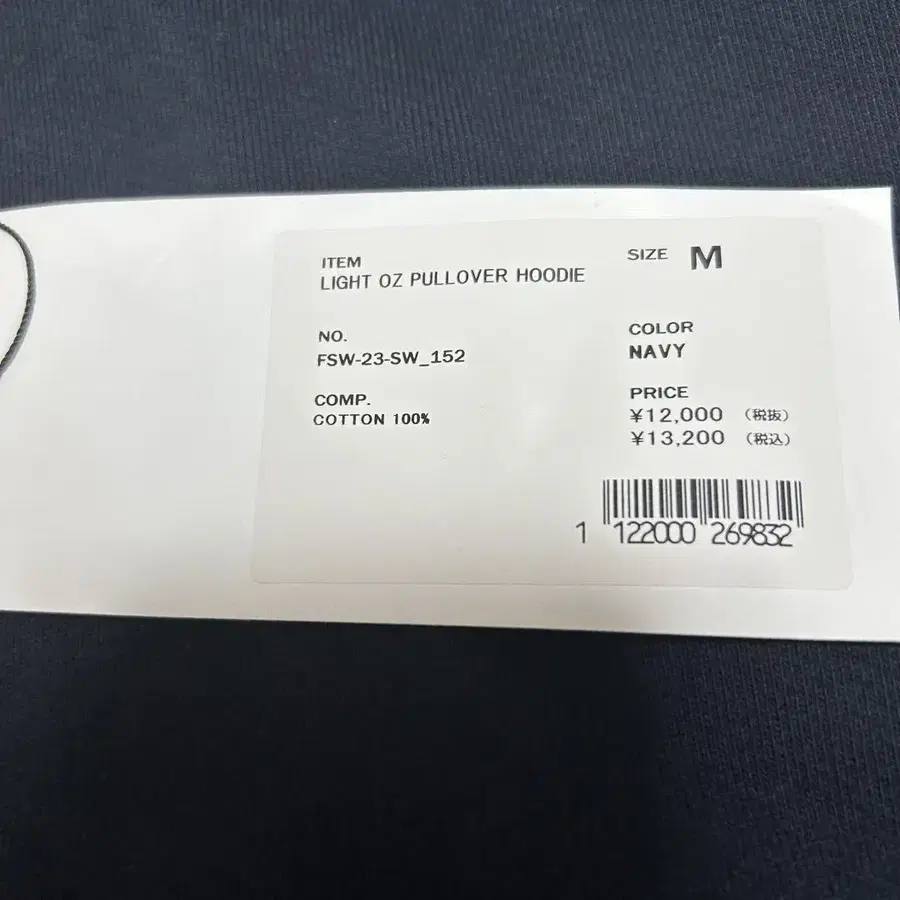 ITEM
LIGHT OZ PULLOVER HOODIE
SIZE M
NO.
FSW-23-SW_152
COLOR
NAVY
COMP.
COTTON 100%
PRICE
¥12,000 (税抜)
¥13,200 (税込)
1 122000 269832